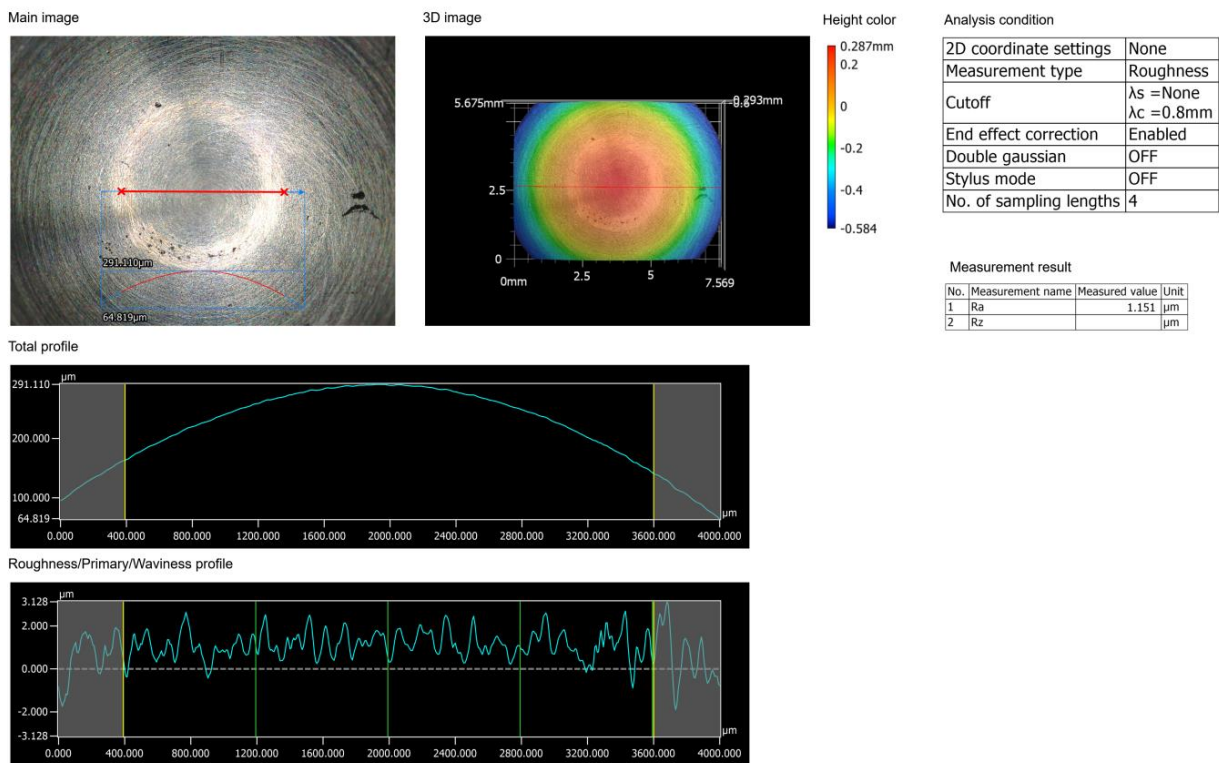 Main image
3D image
Height color
Analysis condition
291.110µm
64.819µm
5.675mm
2.5
0
0mm
2.5
5
7.569
0.287mm
0.2
0
-0.2
-0.4
-0.584
2D coordinate settings None
Measurement type Roughness
Cutoff λs =None
λc =0.8mm
End effect correction Enabled
Double gaussian OFF
Stylus mode OFF
No. of sampling lengths 4
Measurement result
No. Measurement name Measured value Unit
1 Ra 1.151 µm
2 Rz µm
Total profile
µm
291.110
200.000
100.000
64.819
µm
0.000 400.000 800.000 1200.000 1600.000 2000.000 2400.000 2800.000 3200.000 3600.000 4000.000
Roughness/Primary/Waviness profile
µm
3.128
2.000
0.000
-2.000
-3.128
µm
0.000 400.000 800.000 1200.000 1600.000 2000.000 2400.000 2800.000 3200.000 3600.000 4000.000